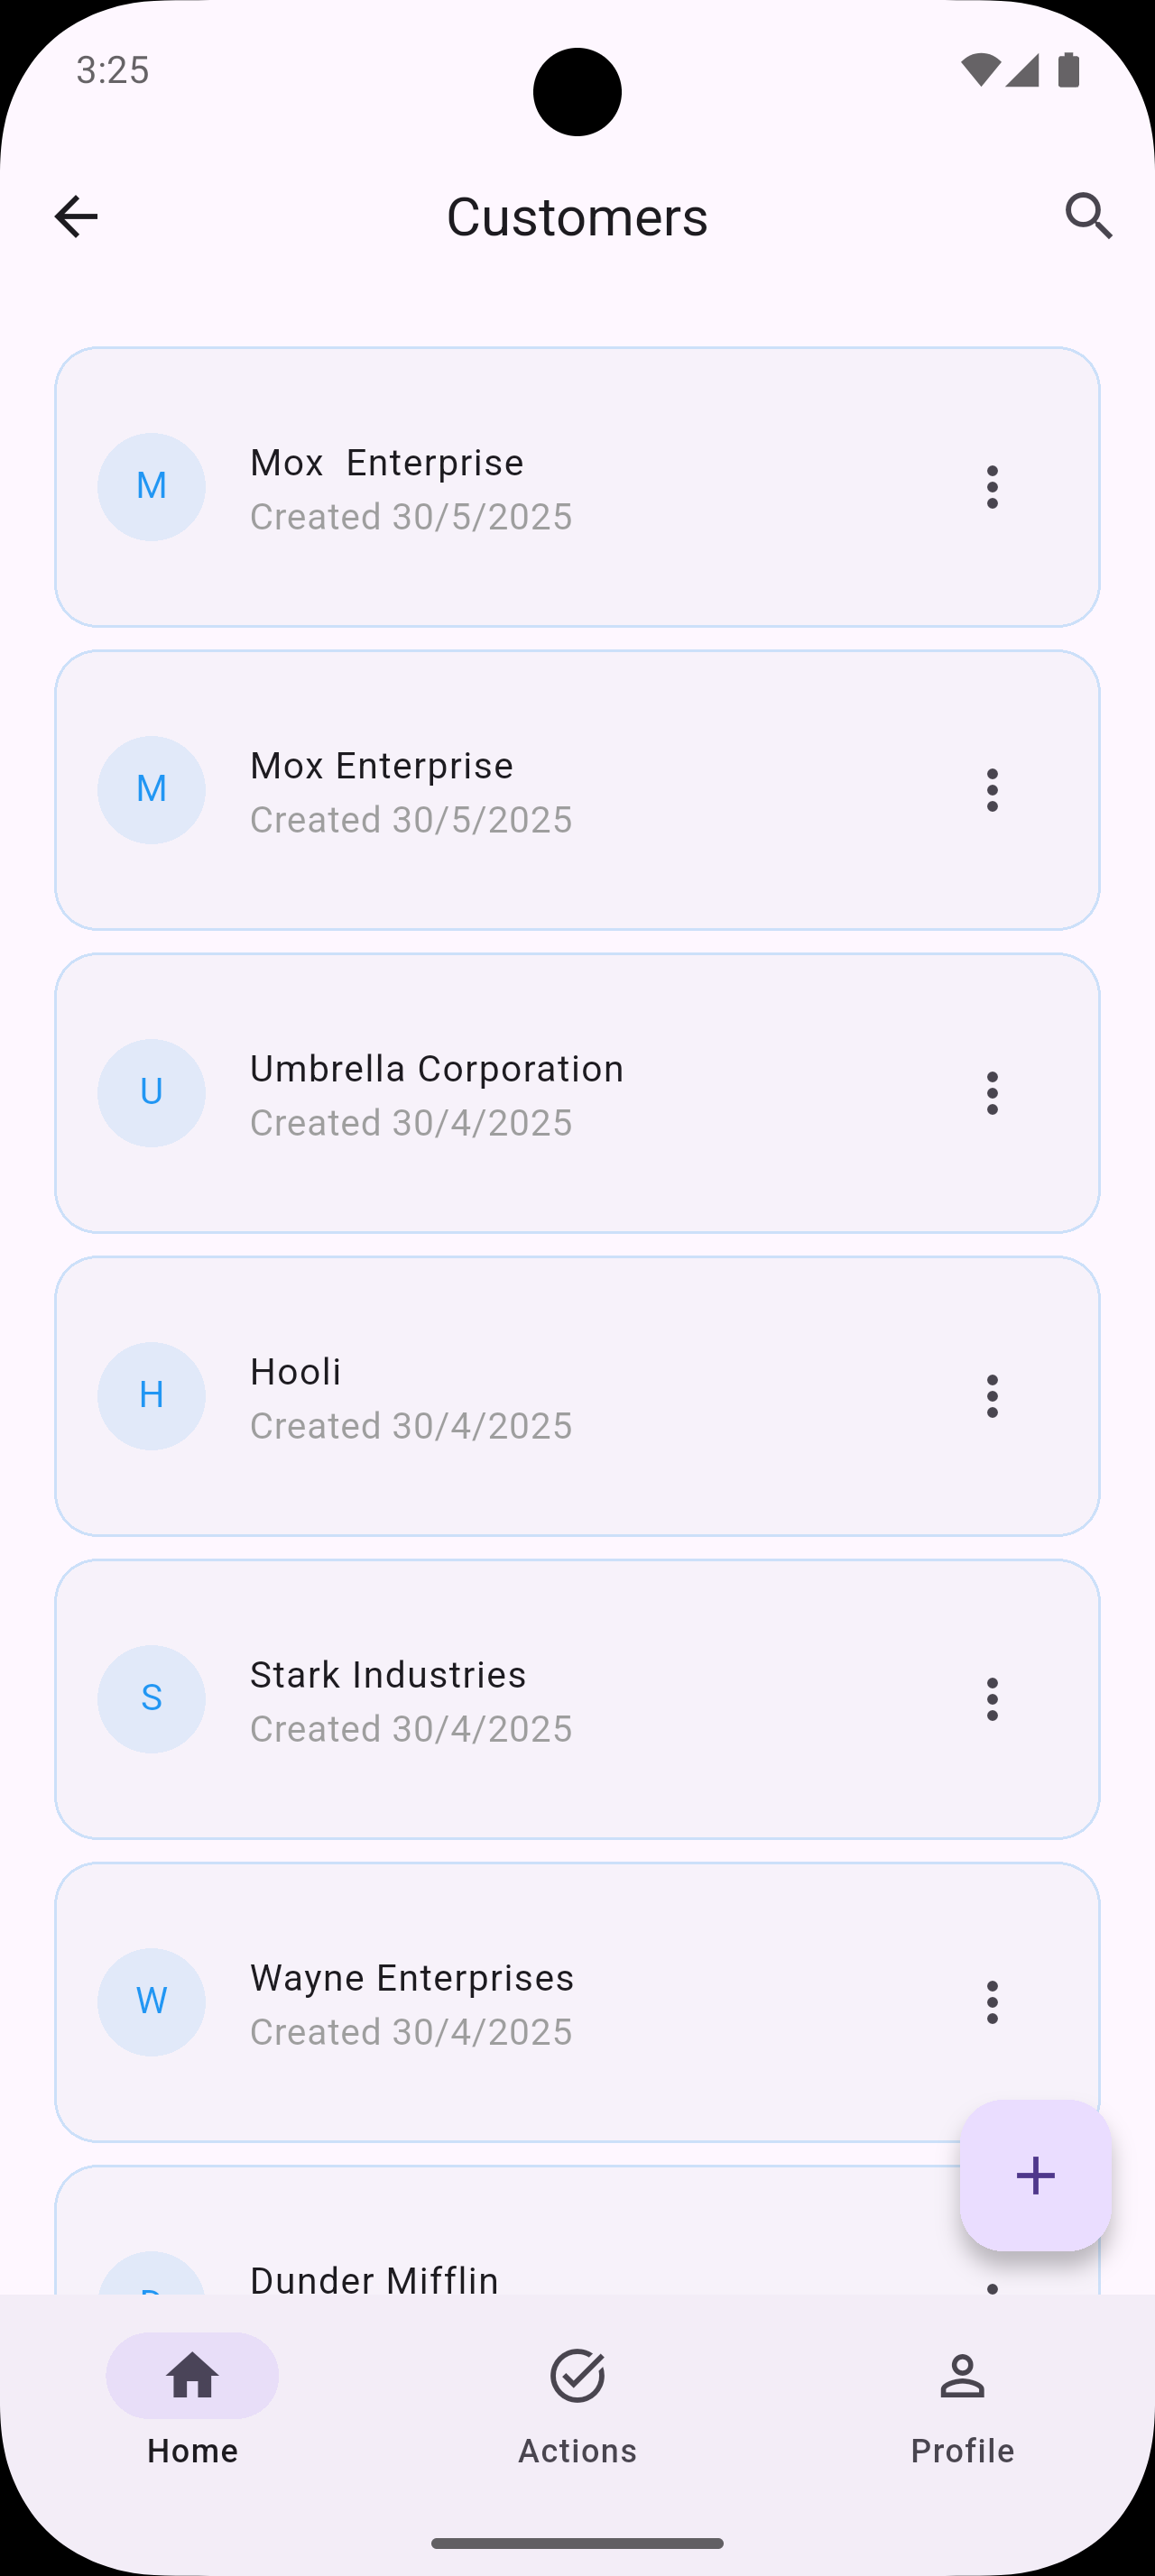 3:25
Customers
M
Mox  Enterprise
Created 30/5/2025
M
Mox Enterprise
Created 30/5/2025
U
Umbrella Corporation
Created 30/4/2025
H
Hooli
Created 30/4/2025
S
Stark Industries
Created 30/4/2025
W
Wayne Enterprises
Created 30/4/2025
Dunder Mifflin
Home
Actions
Profile